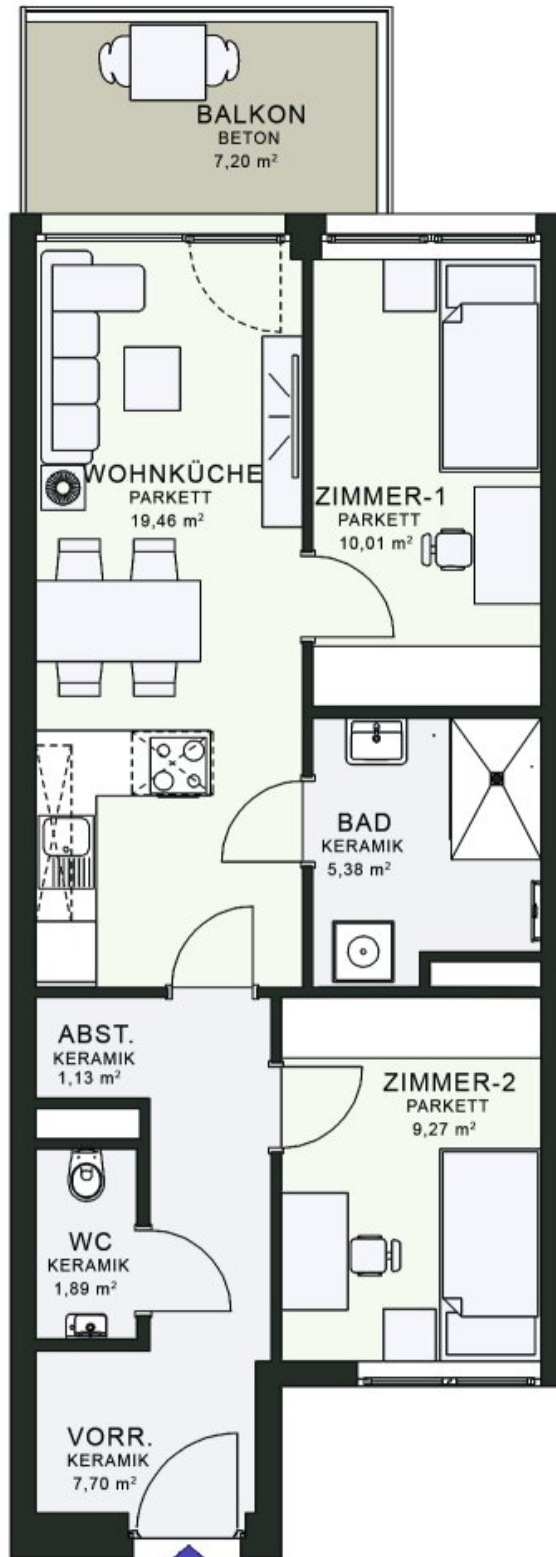 BALKON
BETON
7,20 m²
WOHNKÜCHE
PARKETT
19,46 m²
ZIMMER-1
PARKETT
10,01 m²
BAD
KERAMIK
5,38 m²
ABST.
KERAMIK
1,13 m²
ZIMMER-2
PARKETT
9,27 m²
WC
KERAMIK
1,89 m²
VORR.
KERAMIK
7,70 m²